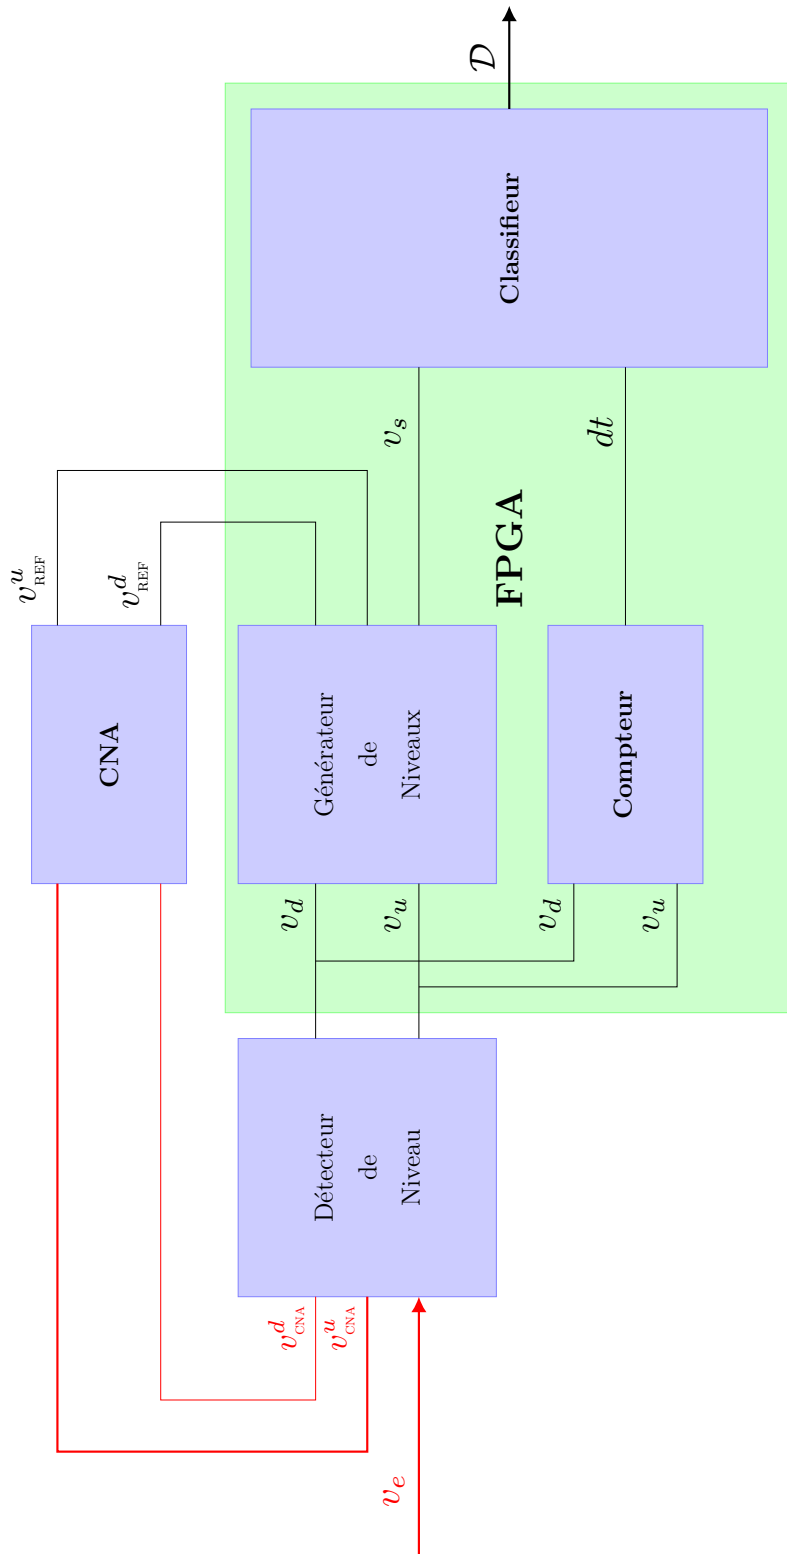 CNA
v^u_REF
v^d_REF
v^d_CNA
v^u_CNA
v_e
Détecteur
de
Niveau
v_d
v_u
Générateur
de
Niveaux
v_s
FPGA
v_d
v_u
Compteur
dt
Classifieur
𝒟